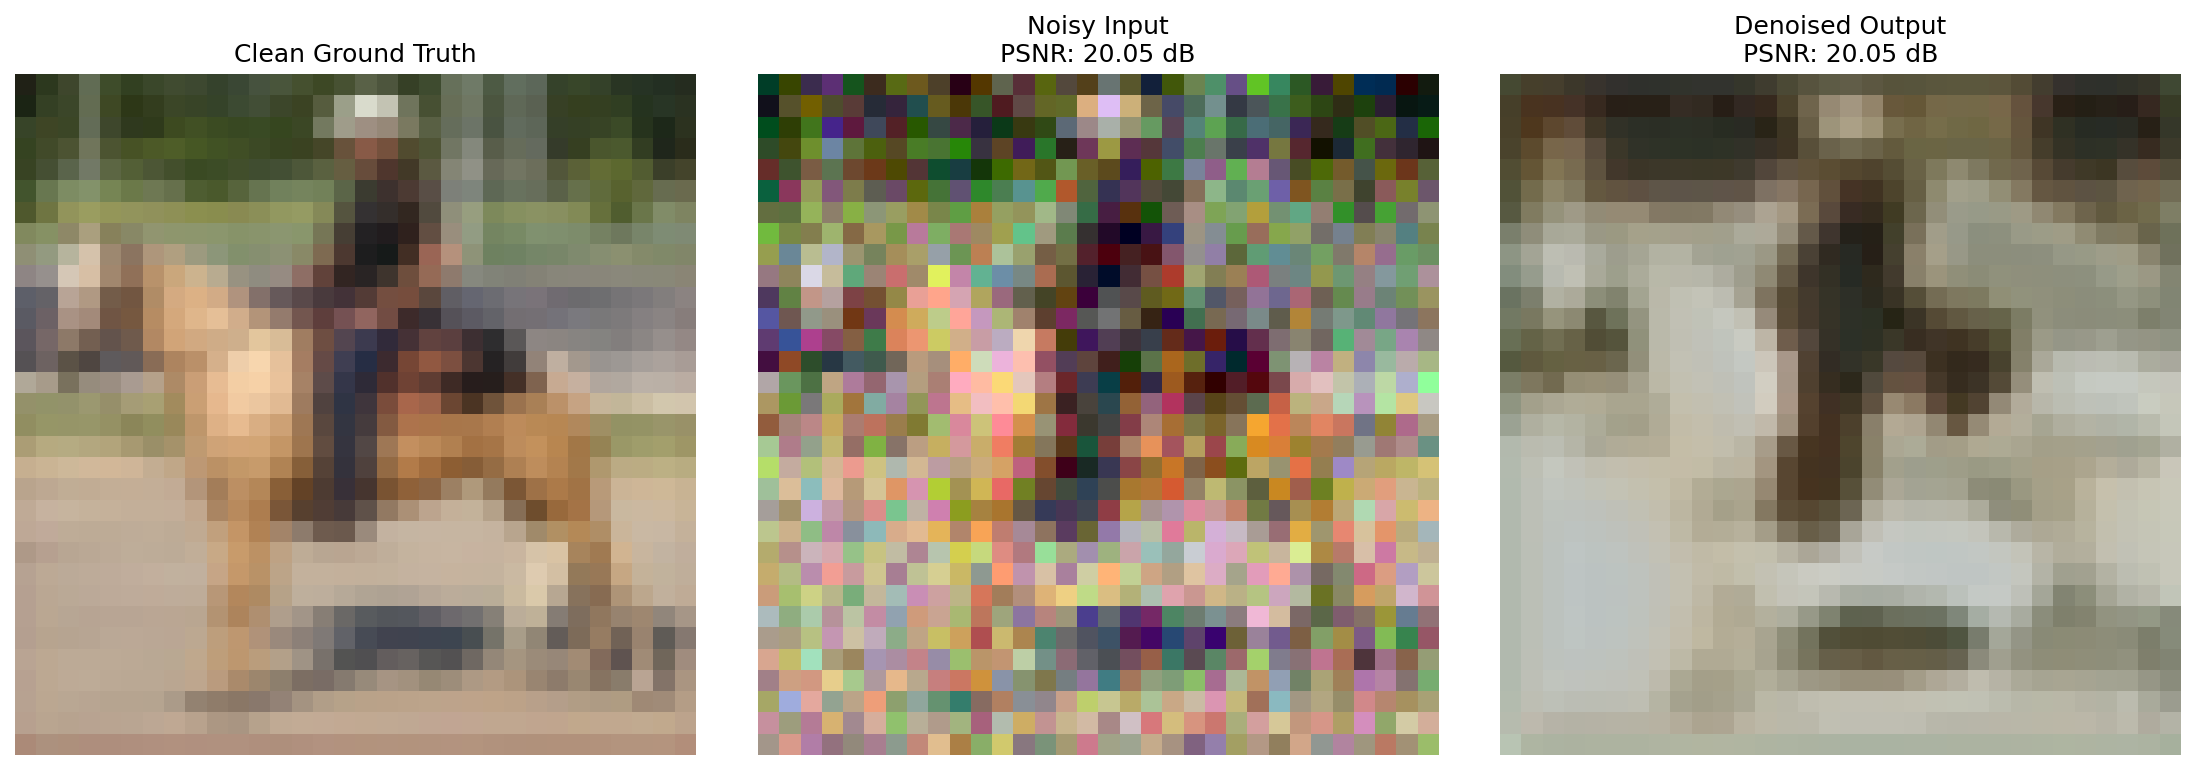 Clean Ground Truth
Noisy Input
PSNR: 20.05 dB
Denoised Output
PSNR: 20.05 dB